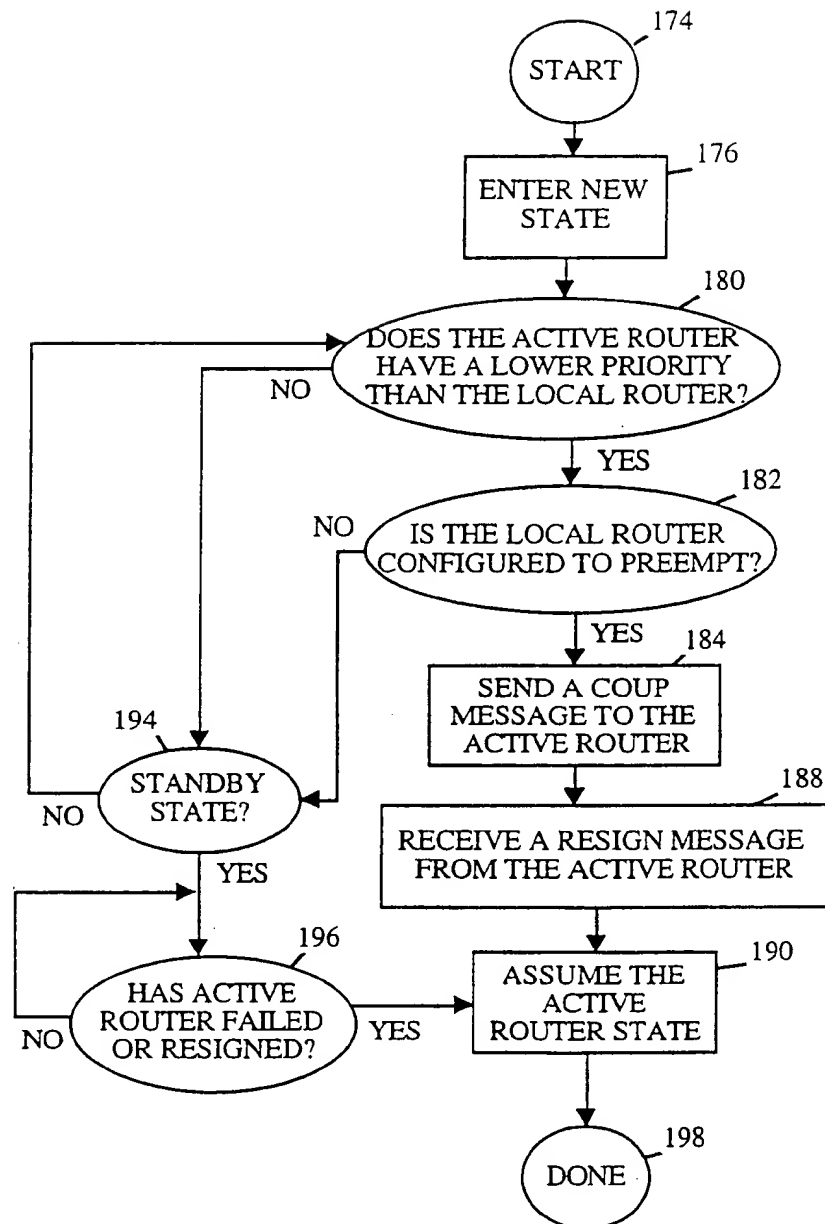 174
START
176
ENTER NEW
STATE
180
DOES THE ACTIVE ROUTER
HAVE A LOWER PRIORITY
THAN THE LOCAL ROUTER?
NO
YES
182
NO
IS THE LOCAL ROUTER
CONFIGURED TO PREEMPT?
YES
184
SEND A COUP
MESSAGE TO THE
ACTIVE ROUTER
194
STANDBY
STATE?
NO
YES
188
RECEIVE A RESIGN MESSAGE
FROM THE ACTIVE ROUTER
196
HAS ACTIVE
ROUTER FAILED
OR RESIGNED?
NO
YES
190
ASSUME THE
ACTIVE
ROUTER STATE
198
DONE